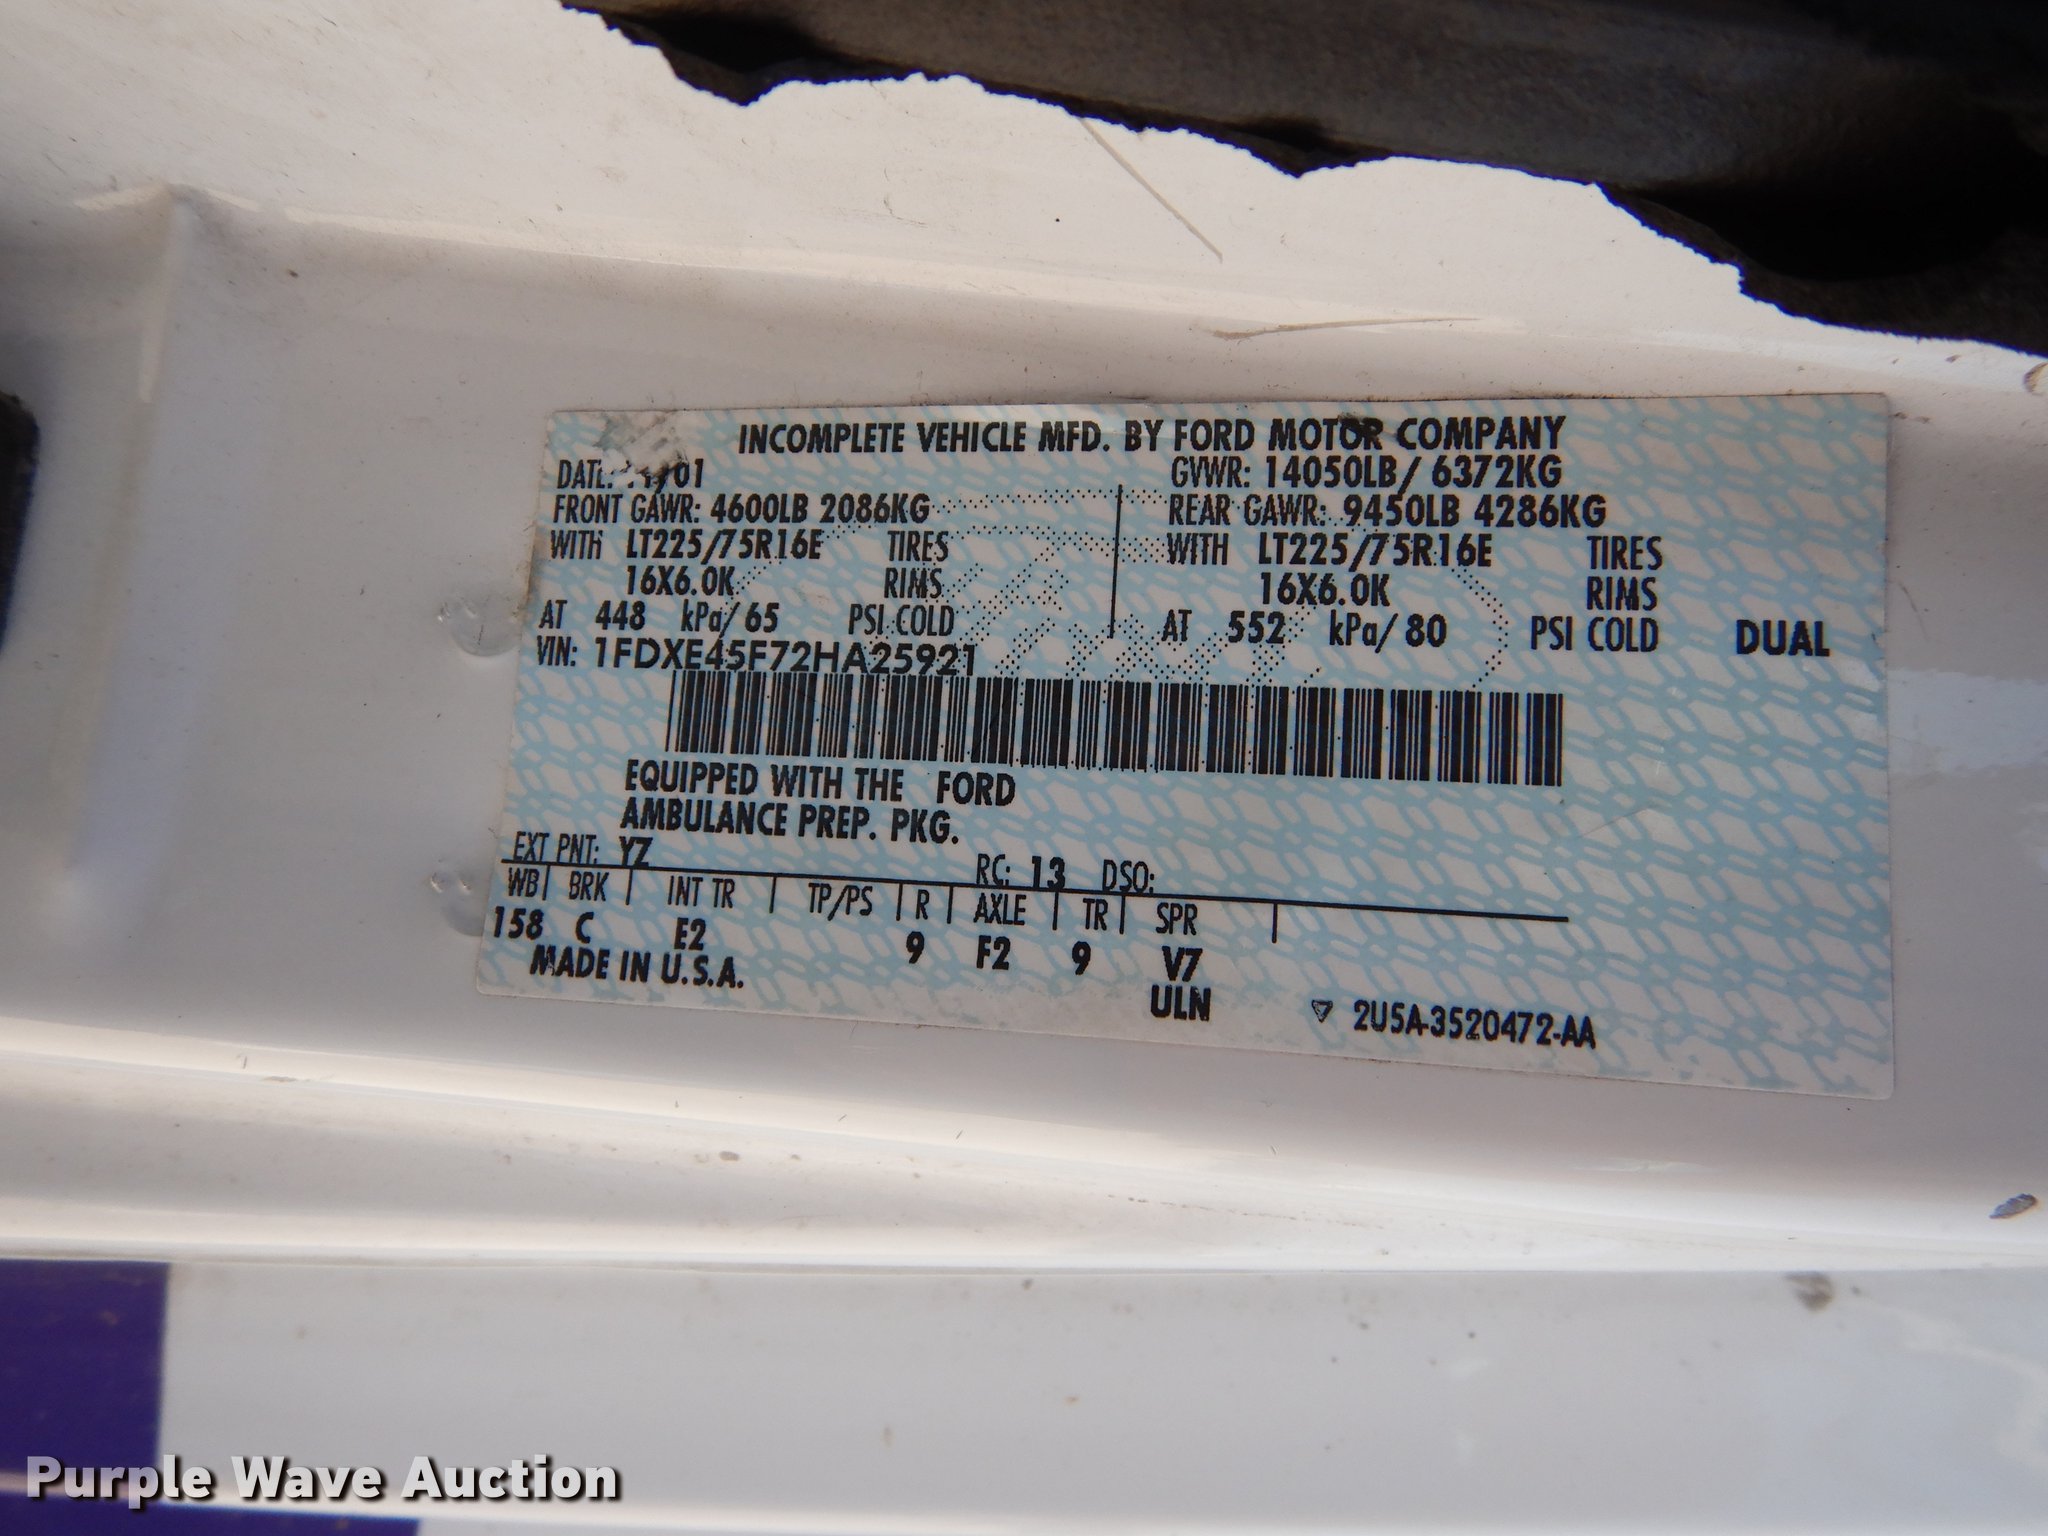 INCOMPLETE VEHICLE MFD. BY FORD MOTOR COMPANY
/01 GVWR: 14050LB/ 6372KG
FRONT GAWR: 4600LB 2086KG REAR GAWR: 9450LB 4286KG
WITH LT225/75R16E TIRES WITH LT225/75R16E TIRES
16X6.0K RIMS 16X6.0K RIMS
AT 448 kPa/65 PSI COLD AT 552 kPa/80 PSI COLD DUAL
VIN: 1FDXE45F72HA25921
EQUIPPED WITH THE FORD
AMBULANCE PREP. PKG.
EXT PNT: YZ RC: 13 DSO:
WB BRK INT TR TP/PS R AXLE TR SPR
158 C E2 9 F2 9 V7
MADE IN U.S.A.
ULN 2U5A-3520472-AA
Purple Wave Auction